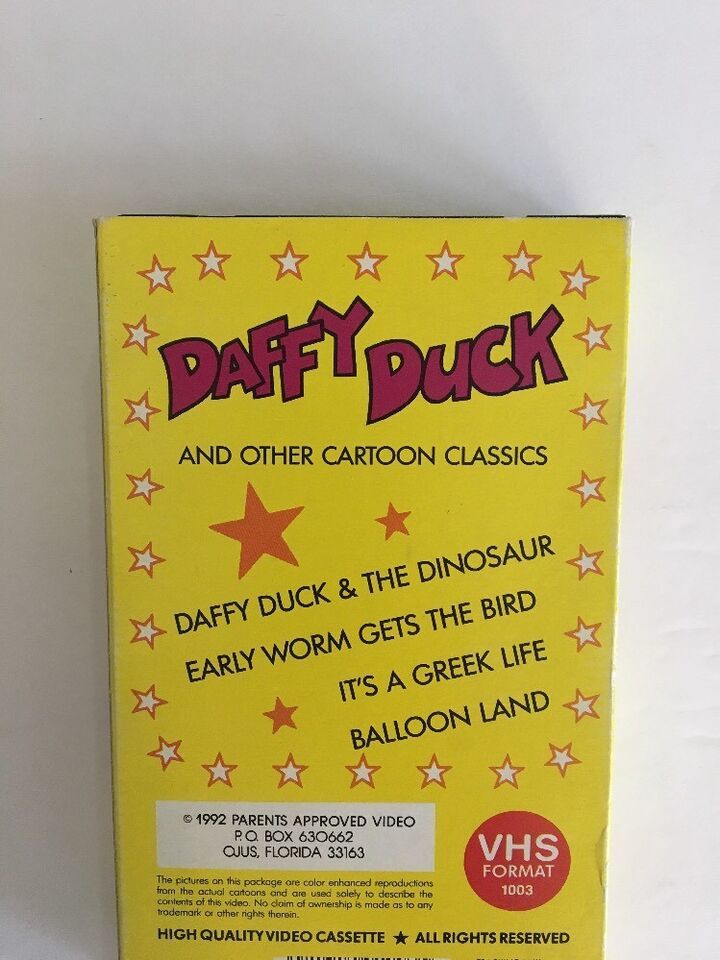 DAFFY DUCK
AND OTHER CARTOON CLASSICS
DAFFY DUCK & THE DINOSAUR
EARLY WORM GETS THE BIRD
IT'S A GREEK LIFE
BALLOON LAND
© 1992 PARENTS APPROVED VIDEO
P.O. BOX 630662
OJUS, FLORIDA 33163
The pictures on this package are color enhanced reproductions
from the actual cartoons and are used solely to describe the
contents of this video. No claim of ownership is made as to any
trademark or other rights therein.
VHS
FORMAT
1003
HIGH QUALITY VIDEO CASSETTE ★ ALL RIGHTS RESERVED